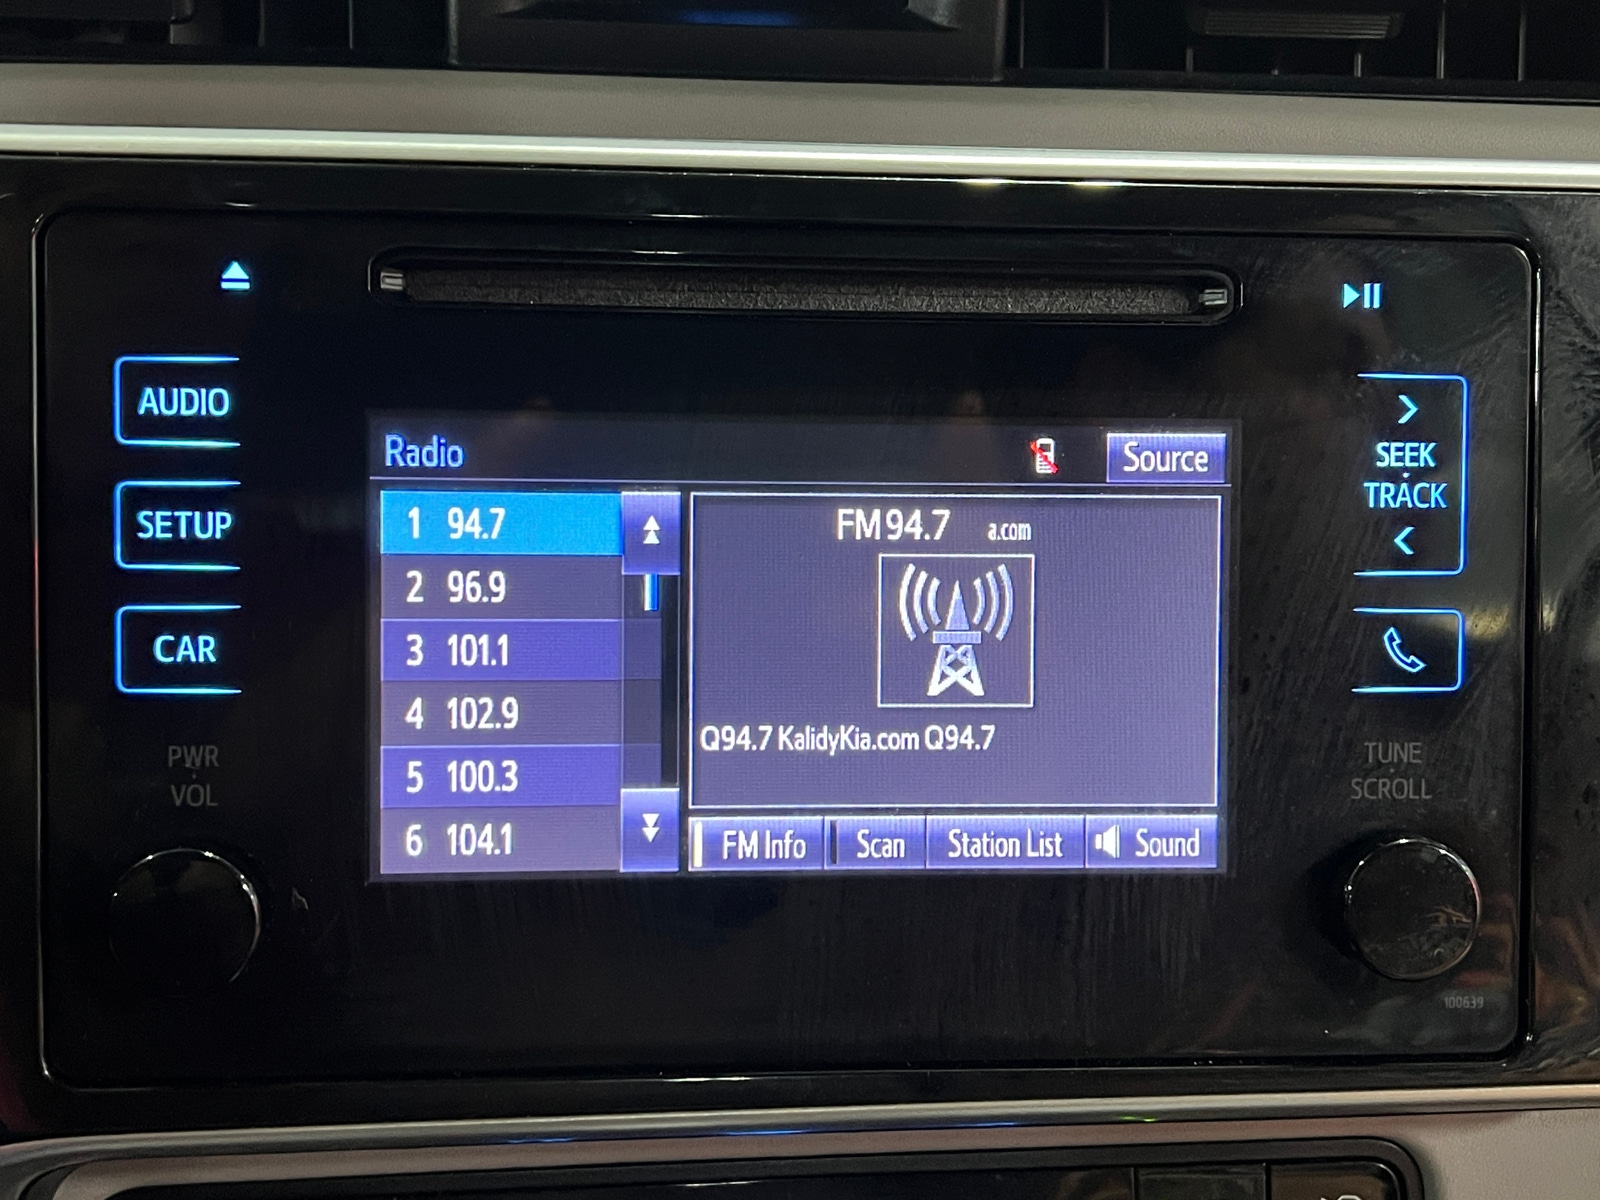 AUDIO
SETUP
CAR
PWR
VOL
Radio
Source
1 94.7
2 96.9
3 101.1
4 102.9
5 100.3
6 104.1
FM 94.7 a.com
Q94.7 KalidyKia.com Q94.7
FM Info
Scan
Station List
Sound
SEEK
TRACK
TUNE
SCROLL
100639